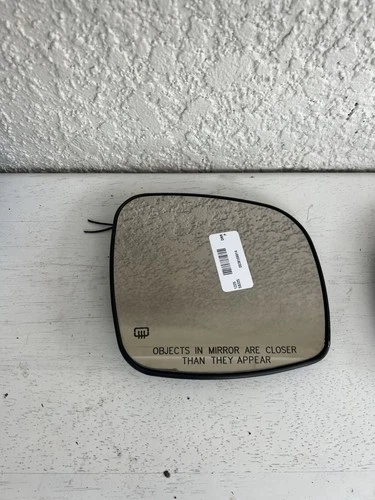 OBJECTS IN MIRROR ARE CLOSER
THAN THEY APPEAR